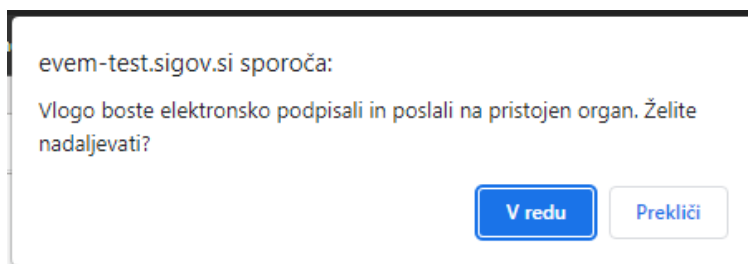 evem-test.sigov.si sporoča:
Vlogo boste elektronsko podpisali in poslali na pristojen organ. Želite
nadaljevati?
V redu
Prekliči